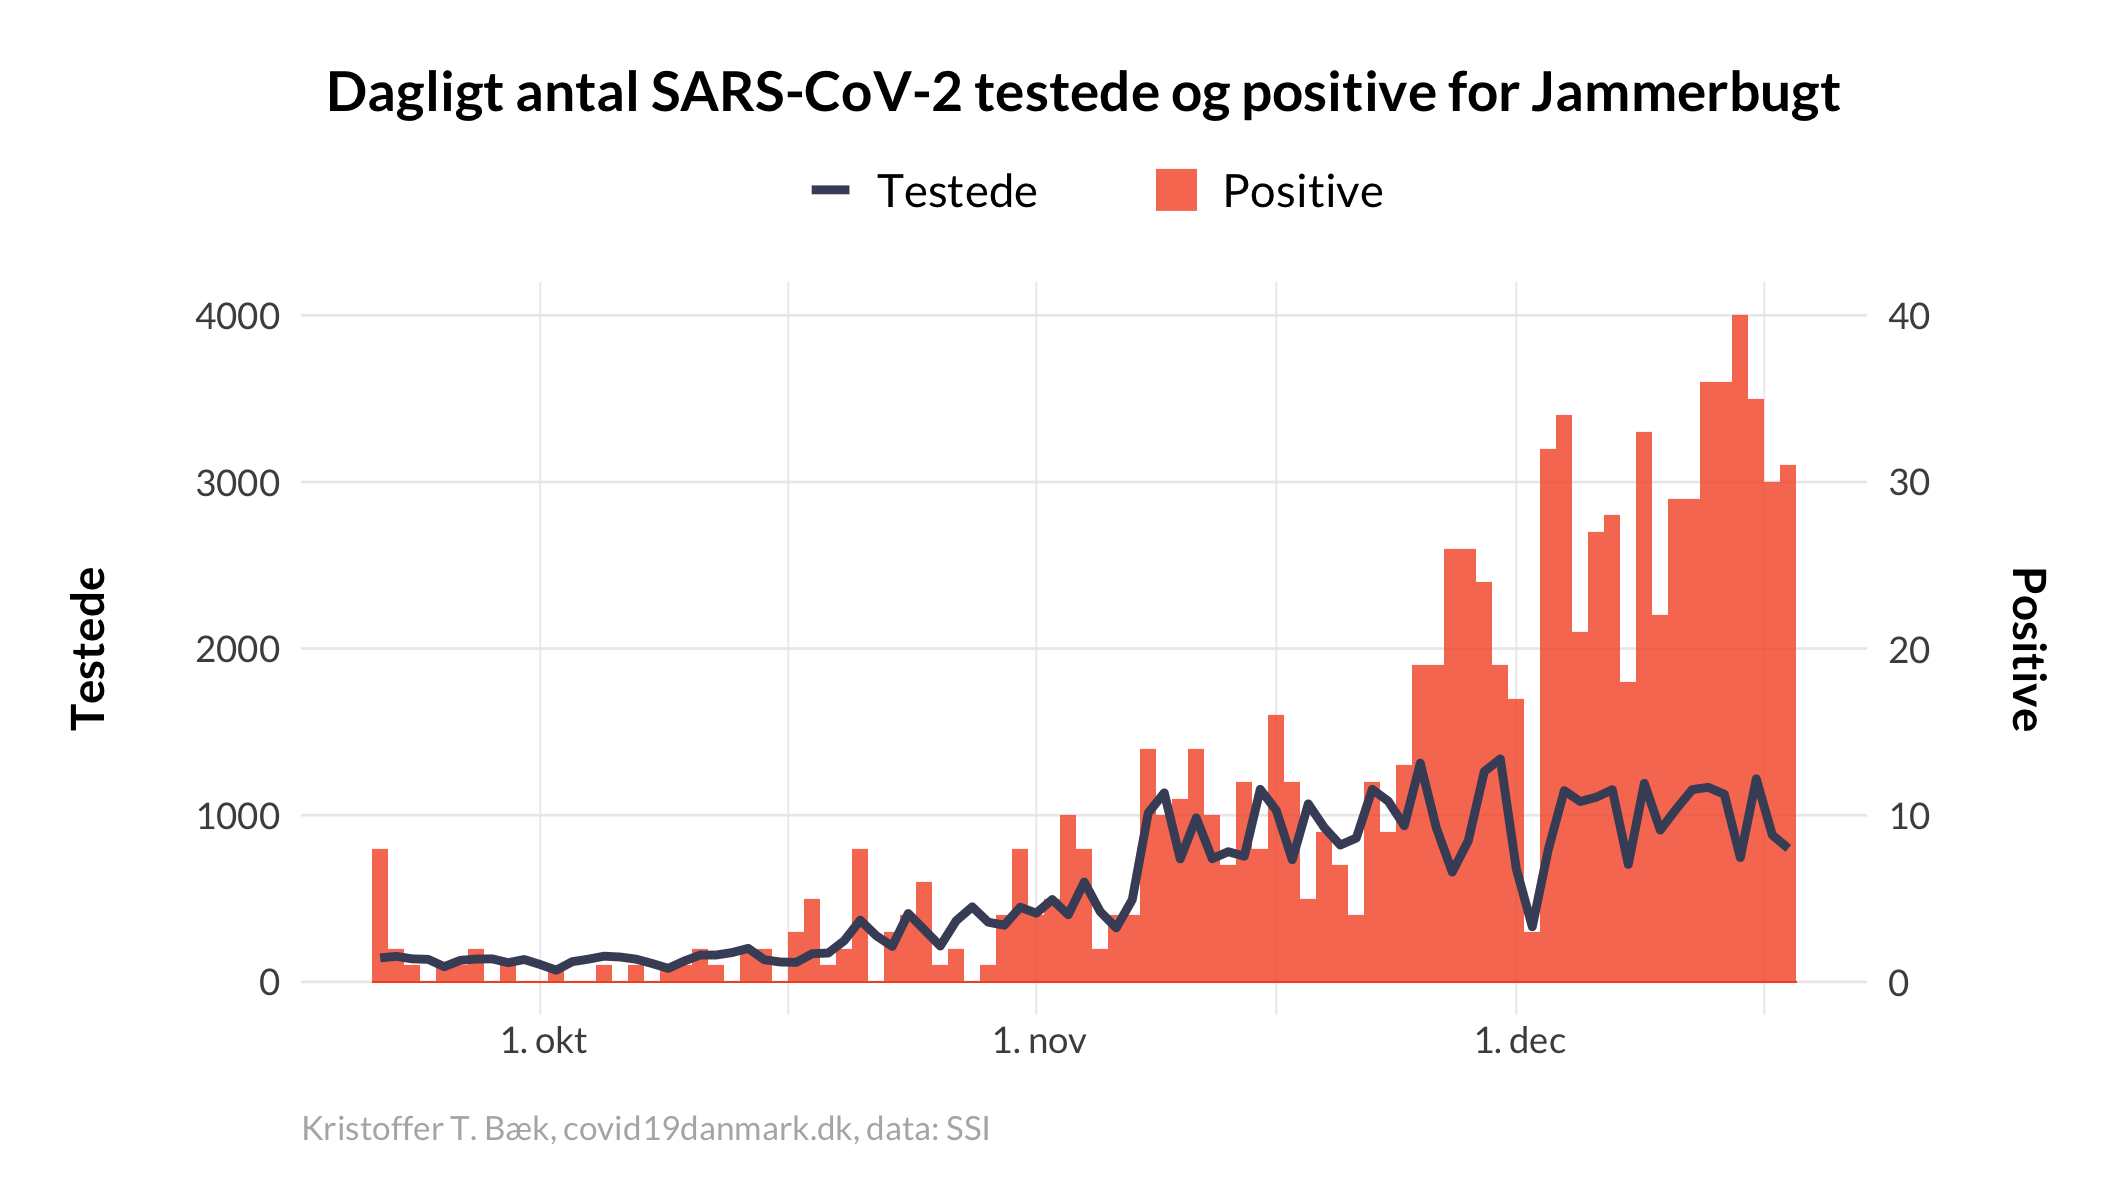 Dagligt antal SARS-CoV-2 testede og positive for Jammerbugt
Testede
Positive
4000
3000
2000
1000
0
Testede
40
30
20
10
0
Positive
1. okt
1. nov
1. dec
Kristoffer T. Bæk, covid19danmark.dk, data: SSI